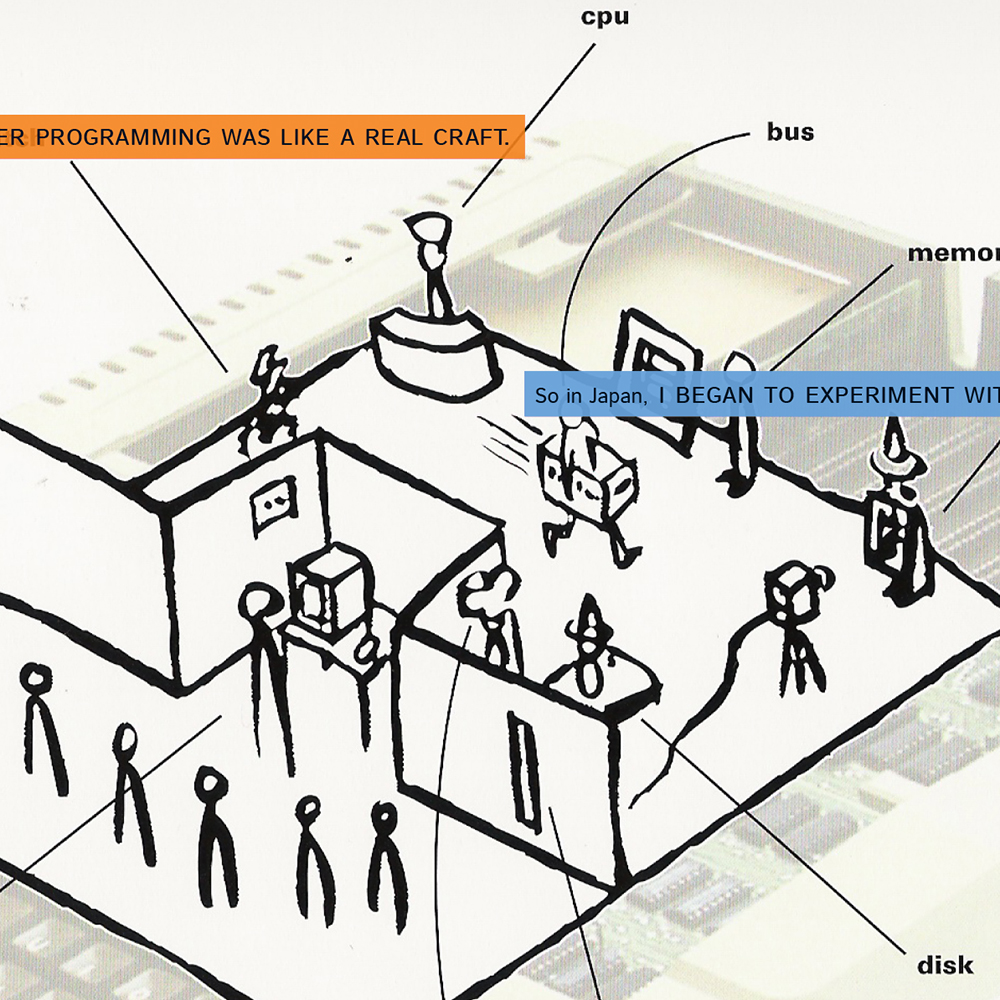 cpu
ER PROGRAMMING WAS LIKE A REAL CRAFT.
bus
memor
So in Japan, I BEGAN TO EXPERIMENT WIT
disk